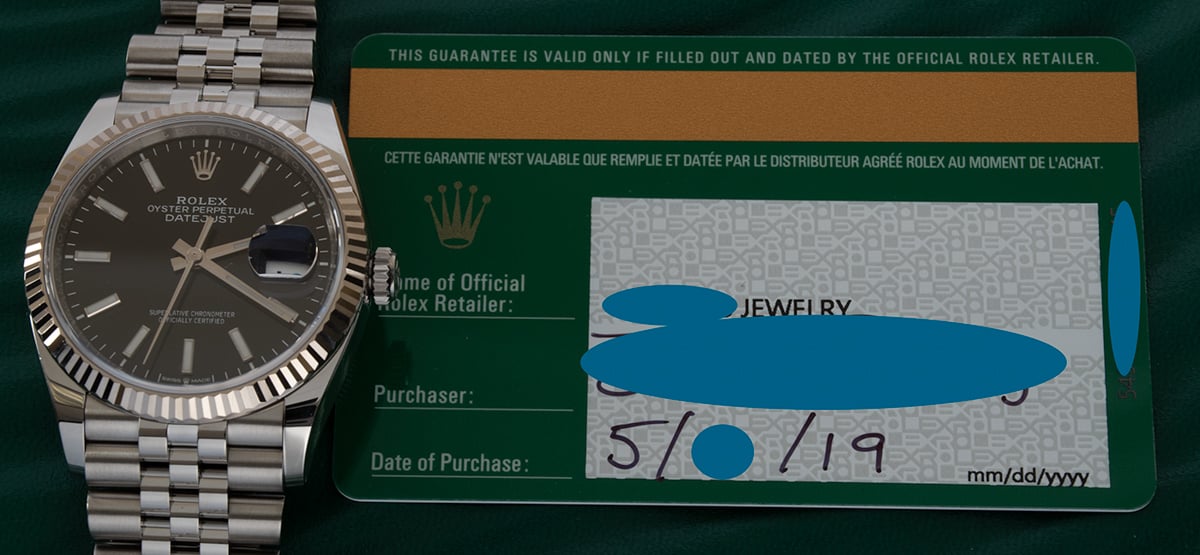 ROLEX
OYSTER PERPETUAL
DATEJUST
SUPERLATIVE CHRONOMETER
OFFICIALLY CERTIFIED
SWISS MADE
THIS GUARANTEE IS VALID ONLY IF FILLED OUT AND DATED BY THE OFFICIAL ROLEX RETAILER.
CETTE GARANTIE N'EST VALABLE QUE REMPLIE ET DATÉE PAR LE DISTRIBUTEUR AGRÉÉ ROLEX AU MOMENT DE L'ACHAT.
of Official
Rolex Retailer:
JEWELRY
Purchaser:
Date of Purchase:
5/ /19
mm/dd/yyyy